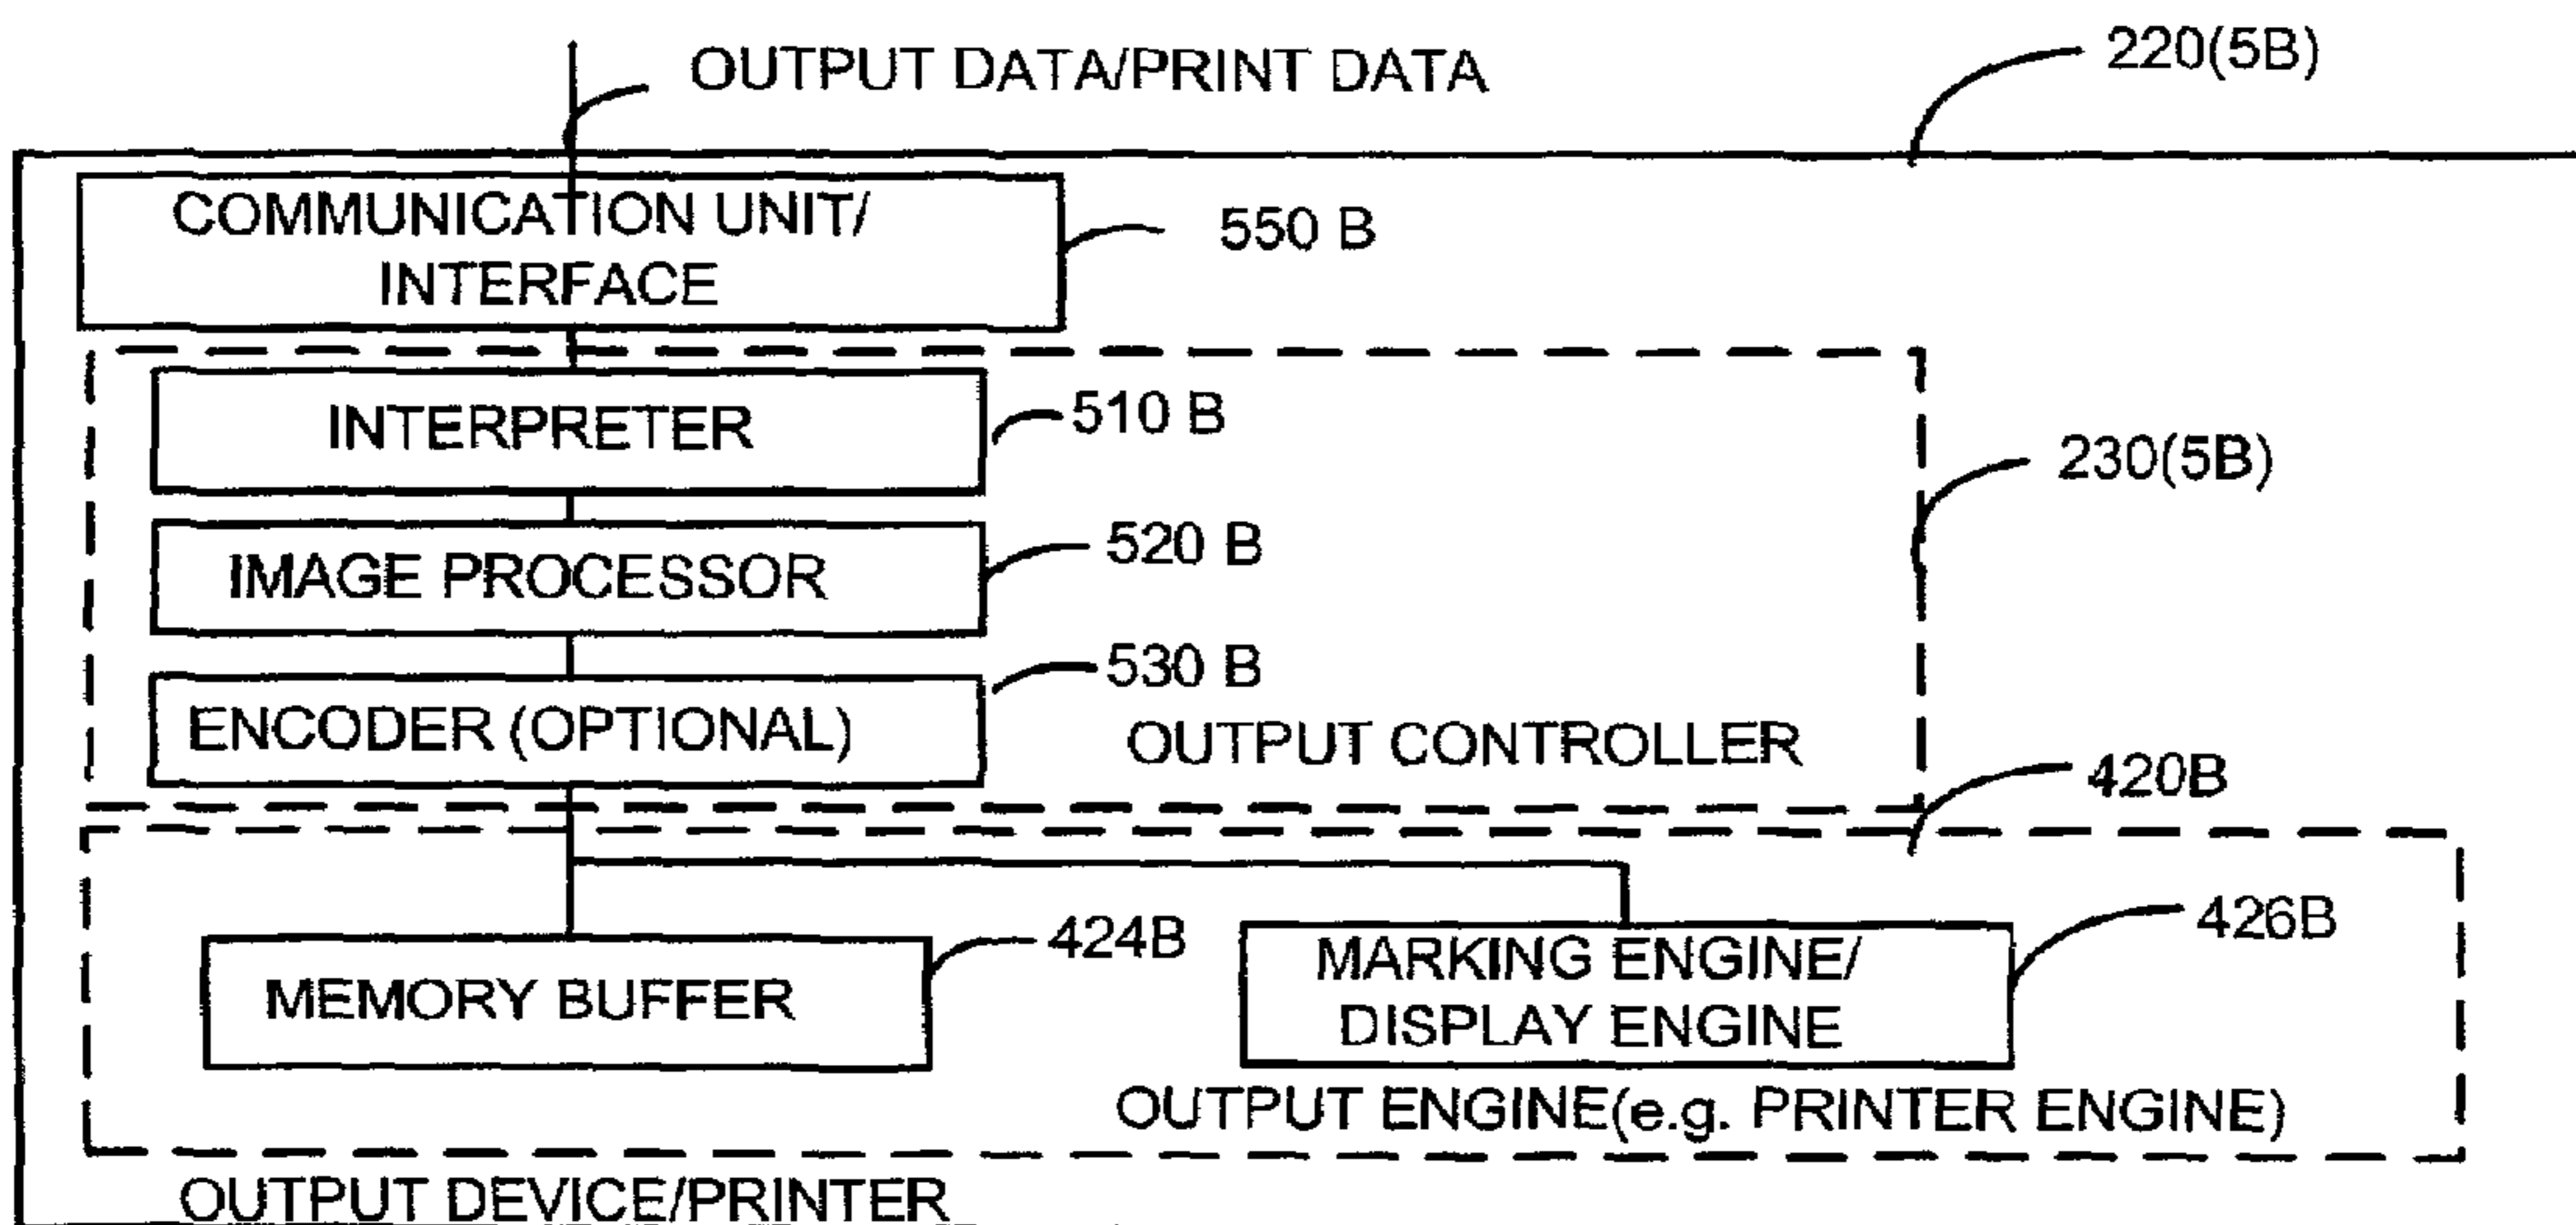 OUTPUT DATA/PRINT DATA
220(5B)
COMMUNICATION UNIT/
INTERFACE
550 B
INTERPRETER
510 B
230(5B)
IMAGE PROCESSOR
520 B
ENCODER (OPTIONAL)
530 B
OUTPUT CONTROLLER
420B
MEMORY BUFFER
424B
MARKING ENGINE/
DISPLAY ENGINE
426B
OUTPUT ENGINE(e.g. PRINTER ENGINE)
OUTPUT DEVICE/PRINTER